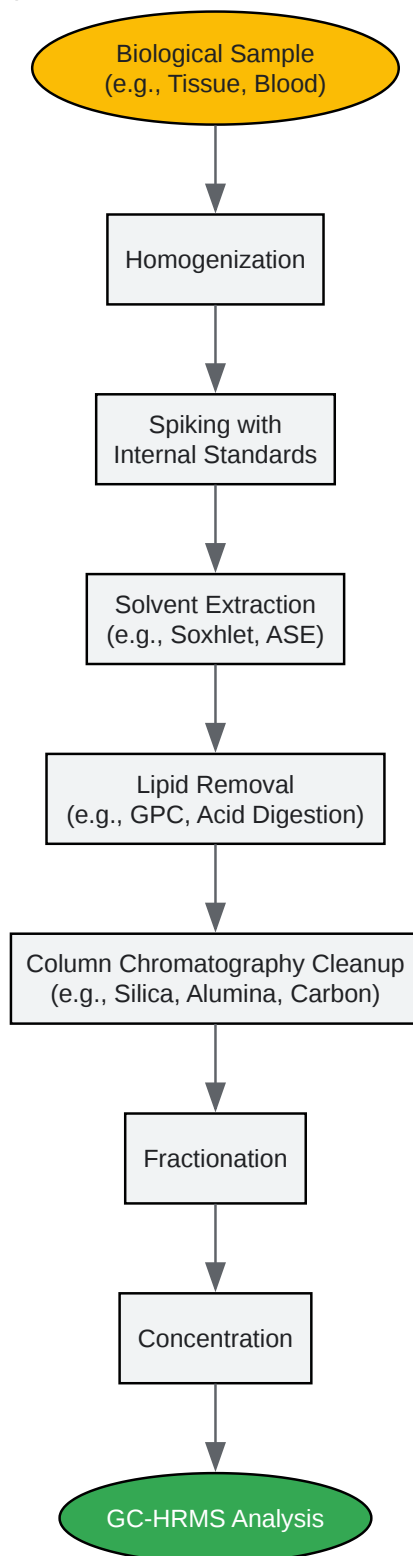 Biological Sample
(e.g., Tissue, Blood)
Homogenization
Spiking with
Internal Standards
Solvent Extraction
(e.g., Soxhlet, ASE)
Lipid Removal
(e.g., GPC, Acid Digestion)
Column Chromatography Cleanup
(e.g., Silica, Alumina, Carbon)
Fractionation
Concentration
GC-HRMS Analysis